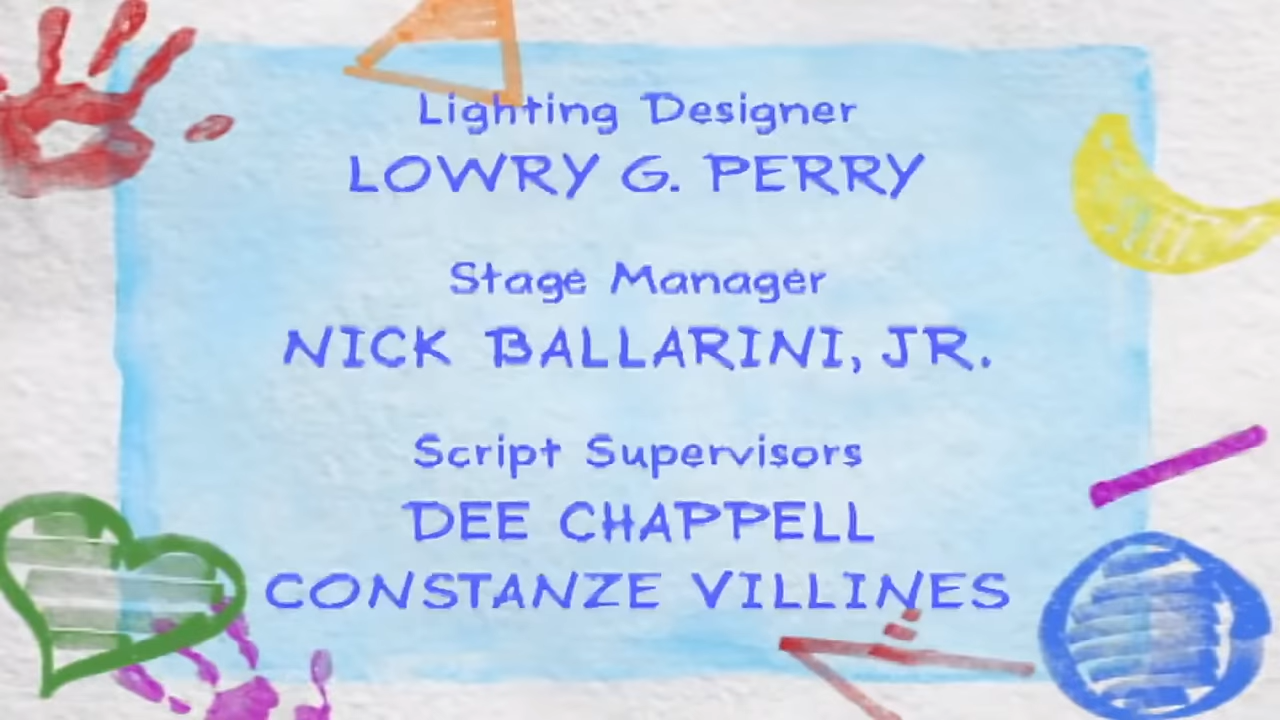 Lighting Designer
LOWRY G. PERRY
Stage Manager
NICK BALLARINI, JR.
Script Supervisors
DEE CHAPPELL
CONSTANZE VILLINES